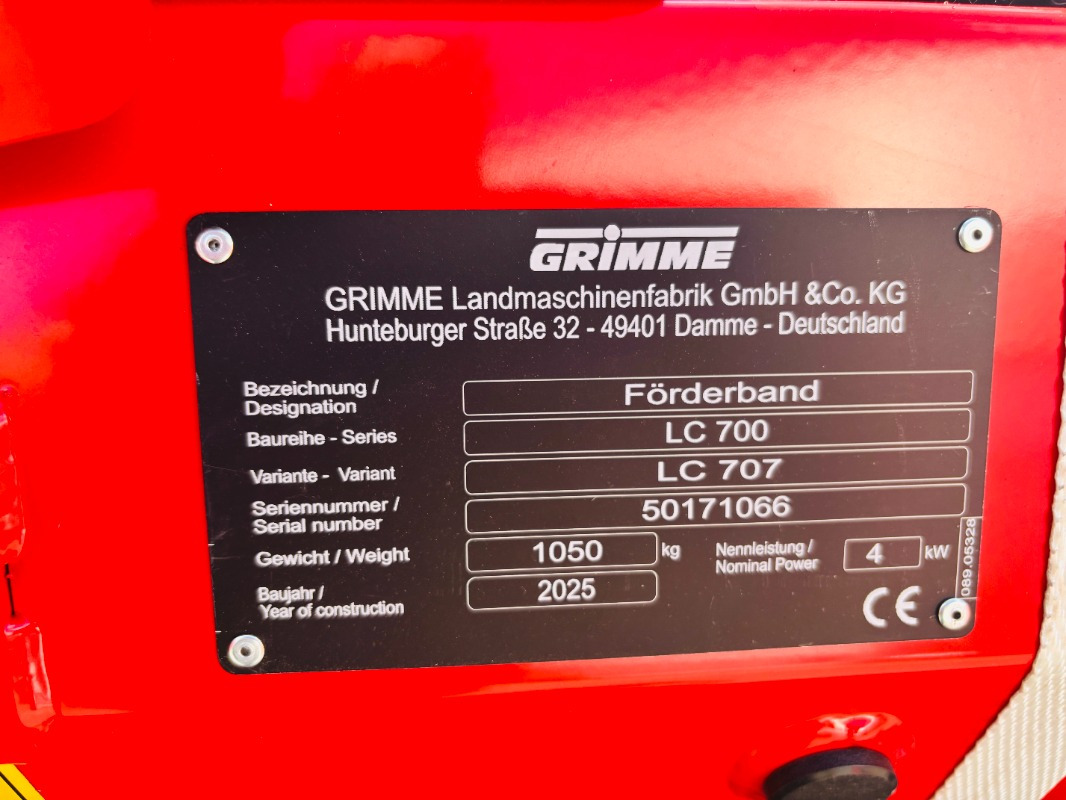 GRIMME
GRIMME Landmaschinenfabrik GmbH &Co. KG
Hunteburger Straße 32 - 49401 Damme - Deutschland
Bezeichnung /
Designation
Förderband
Baureihe - Series
LC 700
Variante - Variant
LC 707
Seriennummer /
Serial number
50171066
Gewicht / Weight
1050 kg
Nennleistung /
Nominal Power
4 kW
Baujahr /
Year of construction
2025
CE
089.05328